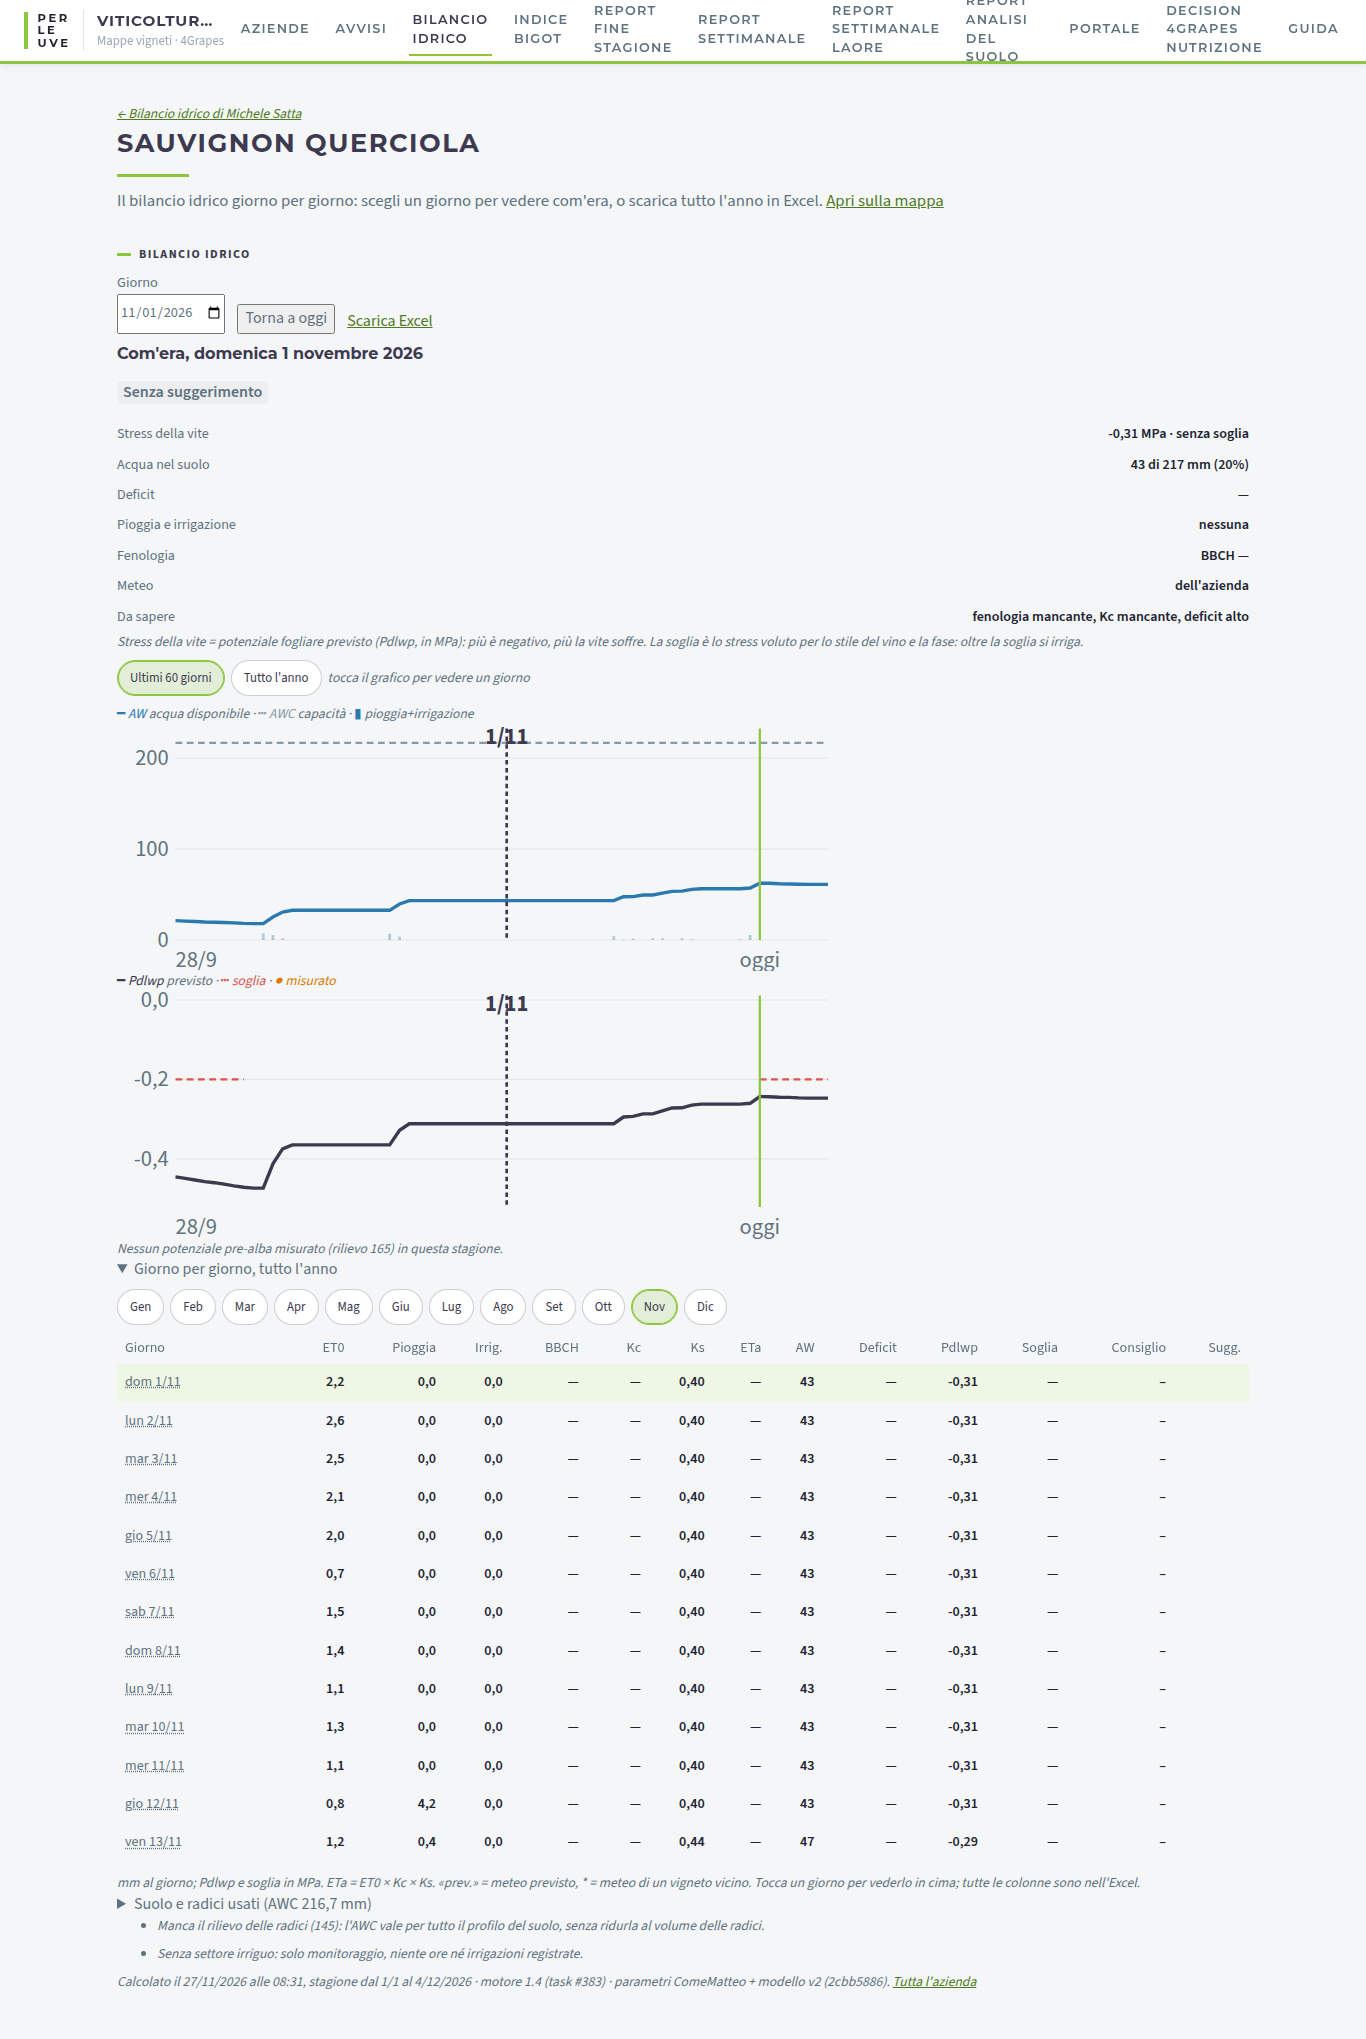 PER
LE
UVE
VITICOLTUR...
Mappe vigneti · 4Grapes
AZIENDE
AVVISI
BILANCIO
IDRICO
INDICE
BIGOT
REPORT
FINE
STAGIONE
REPORT
SETTIMANALE
REPORT
SETTIMANALE
LAORE
REPORT
ANALISI
DEL
SUOLO
PORTALE
DECISION
4GRAPES
NUTRIZIONE
GUIDA
← Bilancio idrico di Michele Satta
SAUVIGNON QUERCIOLA
Il bilancio idrico giorno per giorno: scegli un giorno per vedere com'era, o scarica tutto l'anno in Excel. Apri sulla mappa
BILANCIO IDRICO
Giorno
11/01/2026 Torna a oggi Scarica Excel
Com'era, domenica 1 novembre 2026
Senza suggerimento
Stress della vite -0,31 MPa · senza soglia
Acqua nel suolo 43 di 217 mm (20%)
Deficit —
Pioggia e irrigazione nessuna
Fenologia BBCH —
Meteo dell'azienda
Da sapere fenologia mancante, Kc mancante, deficit alto
Stress della vite = potenziale fogliare previsto (Pdlwp, in MPa): più è negativo, più la vite soffre. La soglia è lo stress voluto per lo stile del vino e la fase: oltre la soglia si irriga.
Ultimi 60 giorni Tutto l'anno tocca il grafico per vedere un giorno
━ AW acqua disponibile · ┅ AWC capacità · ▮ pioggia+irrigazione
1/11
200
100
0
28/9 oggi
━ Pdlwp previsto · ┅ soglia · ● misurato
0,0
1/11
-0,2
-0,4
28/9 oggi
Nessun potenziale pre-alba misurato (rilievo 165) in questa stagione.
▼ Giorno per giorno, tutto l'anno
Gen Feb Mar Apr Mag Giu Lug Ago Set Ott Nov Dic
Giorno ET0 Pioggia Irrig. BBCH Kc Ks ETa AW Deficit Pdlwp Soglia Consiglio Sugg.
dom 1/11 2,2 0,0 0,0 — — 0,40 — 43 — -0,31 — –
lun 2/11 2,6 0,0 0,0 — — 0,40 — 43 — -0,31 — –
mar 3/11 2,5 0,0 0,0 — — 0,40 — 43 — -0,31 — –
mer 4/11 2,1 0,0 0,0 — — 0,40 — 43 — -0,31 — –
gio 5/11 2,0 0,0 0,0 — — 0,40 — 43 — -0,31 — –
ven 6/11 0,7 0,0 0,0 — — 0,40 — 43 — -0,31 — –
sab 7/11 1,5 0,0 0,0 — — 0,40 — 43 — -0,31 — –
dom 8/11 1,4 0,0 0,0 — — 0,40 — 43 — -0,31 — –
lun 9/11 1,1 0,0 0,0 — — 0,40 — 43 — -0,31 — –
mar 10/11 1,3 0,0 0,0 — — 0,40 — 43 — -0,31 — –
mer 11/11 1,1 0,0 0,0 — — 0,40 — 43 — -0,31 — –
gio 12/11 0,8 4,2 0,0 — — 0,40 — 43 — -0,31 — –
ven 13/11 1,2 0,4 0,0 — — 0,44 — 47 — -0,29 — –
mm al giorno; Pdlwp e soglia in MPa. ETa = ET0 × Kc × Ks. «prev.» = meteo previsto, * = meteo di un vigneto vicino. Tocca un giorno per vederlo in cima; tutte le colonne sono nell'Excel.
▶ Suolo e radici usati (AWC 216,7 mm)
• Manca il rilievo delle radici (145): l'AWC vale per tutto il profilo del suolo, senza ridurla al volume delle radici.
• Senza settore irriguo: solo monitoraggio, niente ore né irrigazioni registrate.
Calcolato il 27/11/2026 alle 08:31, stagione dal 1/1 al 4/12/2026 · motore 1.4 (task #383) · parametri ComeMatteo + modello v2 (2cbb5886). Tutta l'azienda